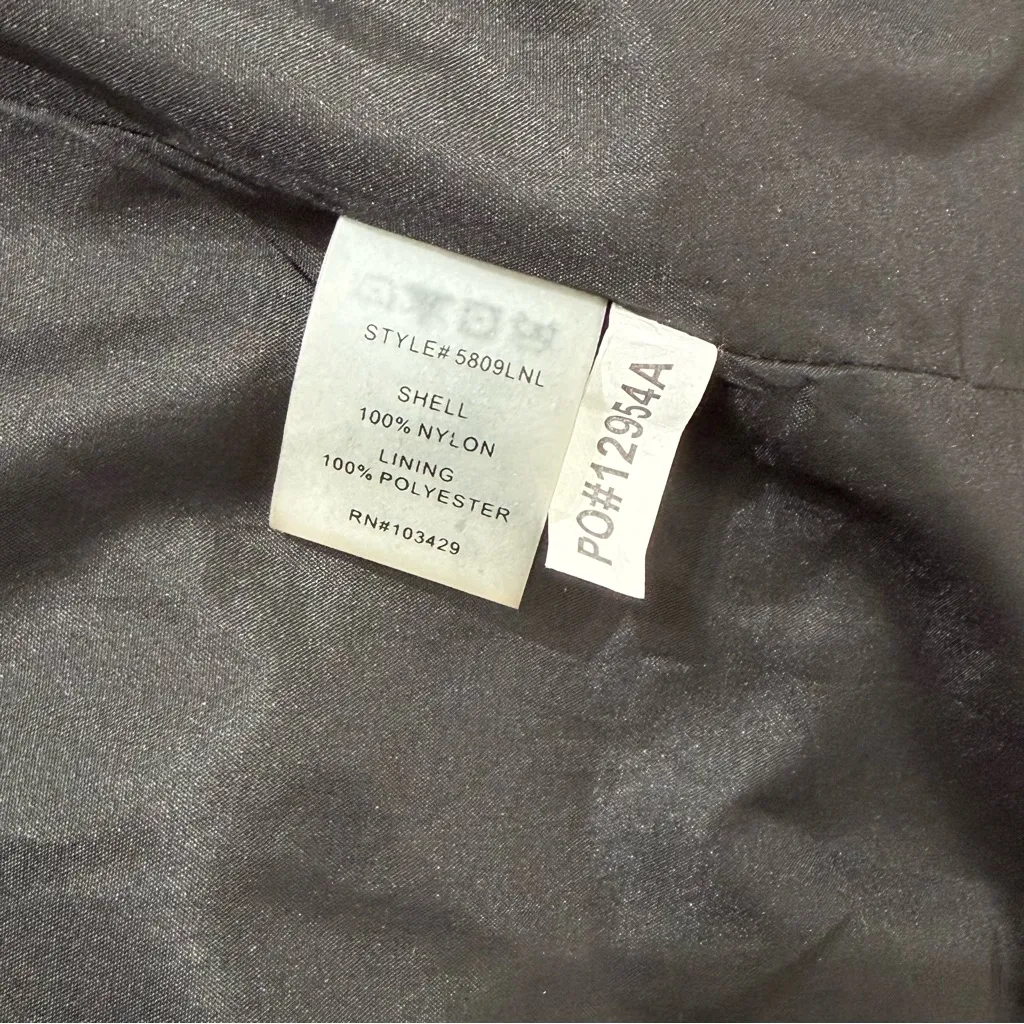 STYLE# 5809LNL
SHELL
100% NYLON
LINING
100% POLYESTER
RN#103429
PO#12954A